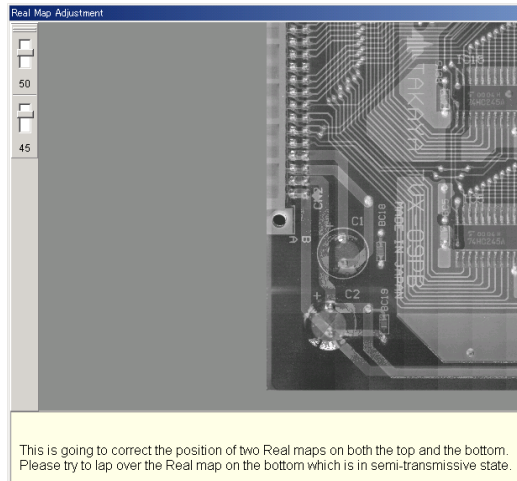 Real Map Adjustment
50
45
TAKAYA
IC16
CN2
C1
BC18
A B
MADE IN JAPAN
C2
BC19
+
This is going to correct the position of two Real maps on both the top and the bottom.
Please try to lap over the Real map on the bottom which is in semi-transmissive state.